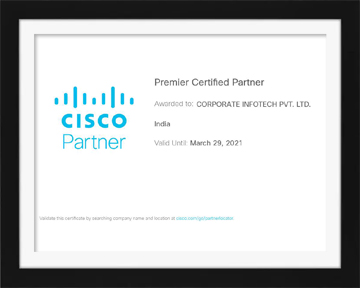 Premier Certified Partner
Awarded to: CORPORATE INFOTECH PVT. LTD.
India
Valid Until: March 29, 2021
CISCO
Partner
Validate this certificate by searching company name and location at cisco.com/go/partnerlocator